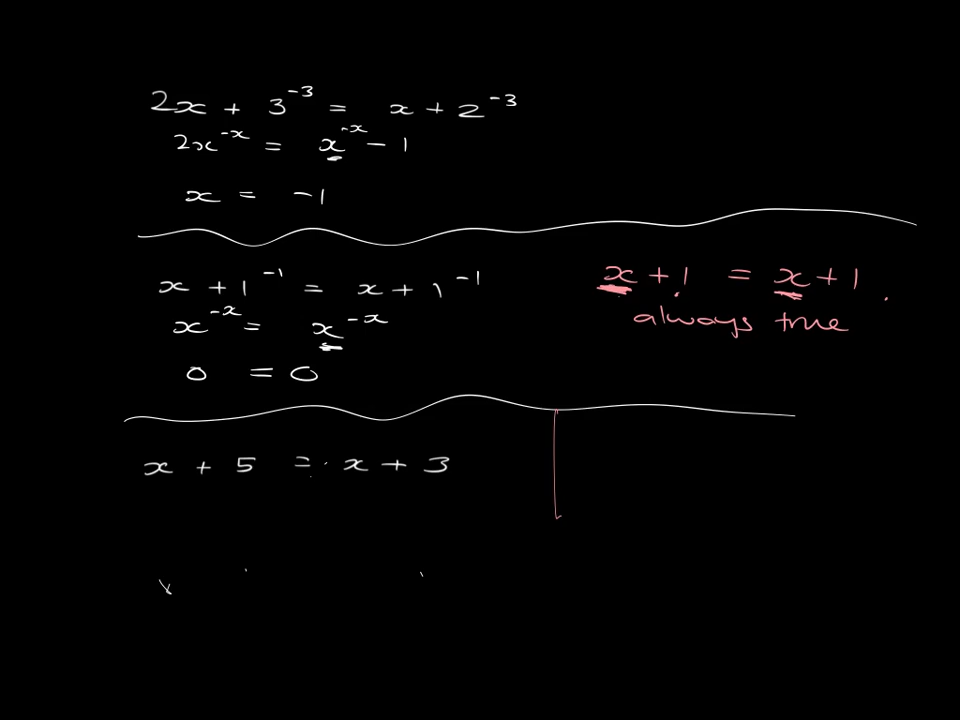 2x + 3⁻³ = x + 2⁻³
2x⁻ˣ = x⁻ˣ - 1
x = -1
x + 1⁻¹ = x + 1⁻¹
x⁻ˣ = x⁻ˣ
0 = 0
x + 1 = x + 1.
always true
x + 5 = x + 3